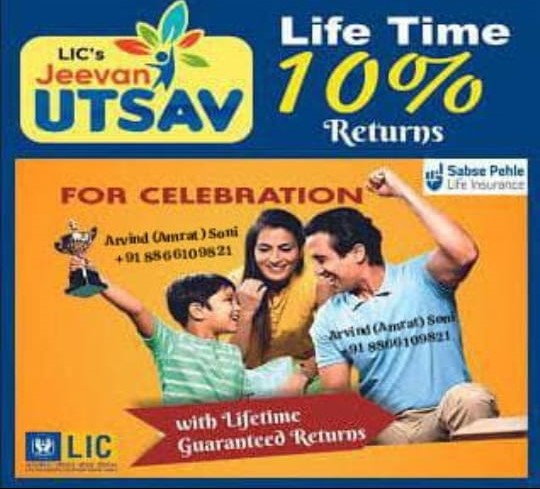 LIC's
Jeevan
UTSAV
Life Time
10%
Returns
Sabse Pehle
Life Insurance
FOR CELEBRATION
Arvind (Amrat) Soni
+91 8866109821
Arvind (Amrat) Soni
+91 8866109821
with Lifetime
Guaranteed Returns
LIC